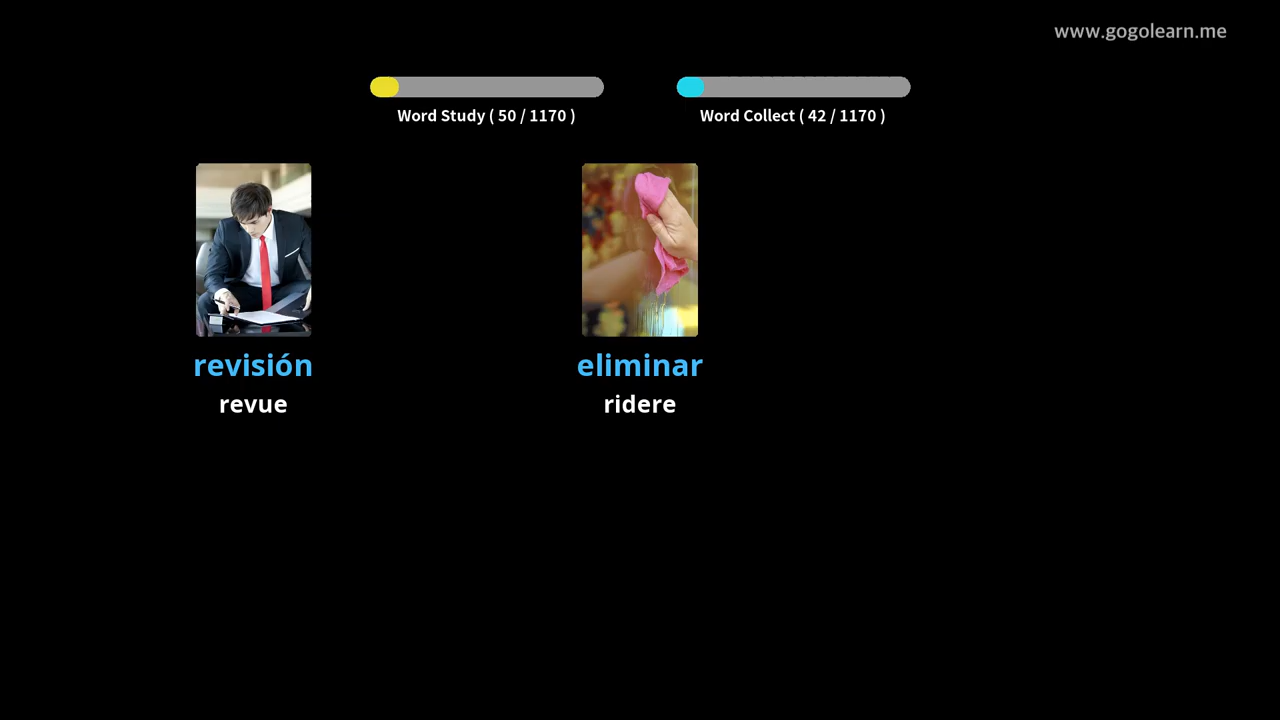 www.gogolearn.me
Word Study ( 50 / 1170 )
Word Collect ( 42 / 1170 )
revisión
revue
eliminar
ridere